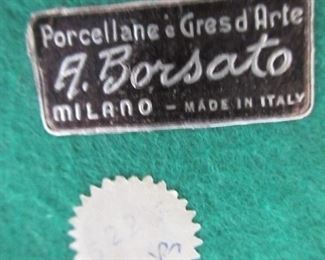 Porcellane e Gres d'Arte
A. Borsato
MILANO - MADE IN ITALY